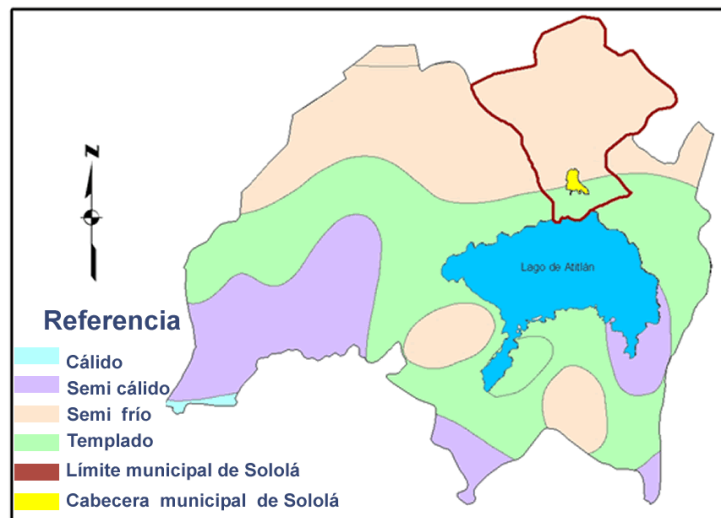 N
Lago de Atitlán
Referencia
Cálido
Semi cálido
Semi frío
Templado
Límite municipal de Sololá
Cabecera municipal de Sololá